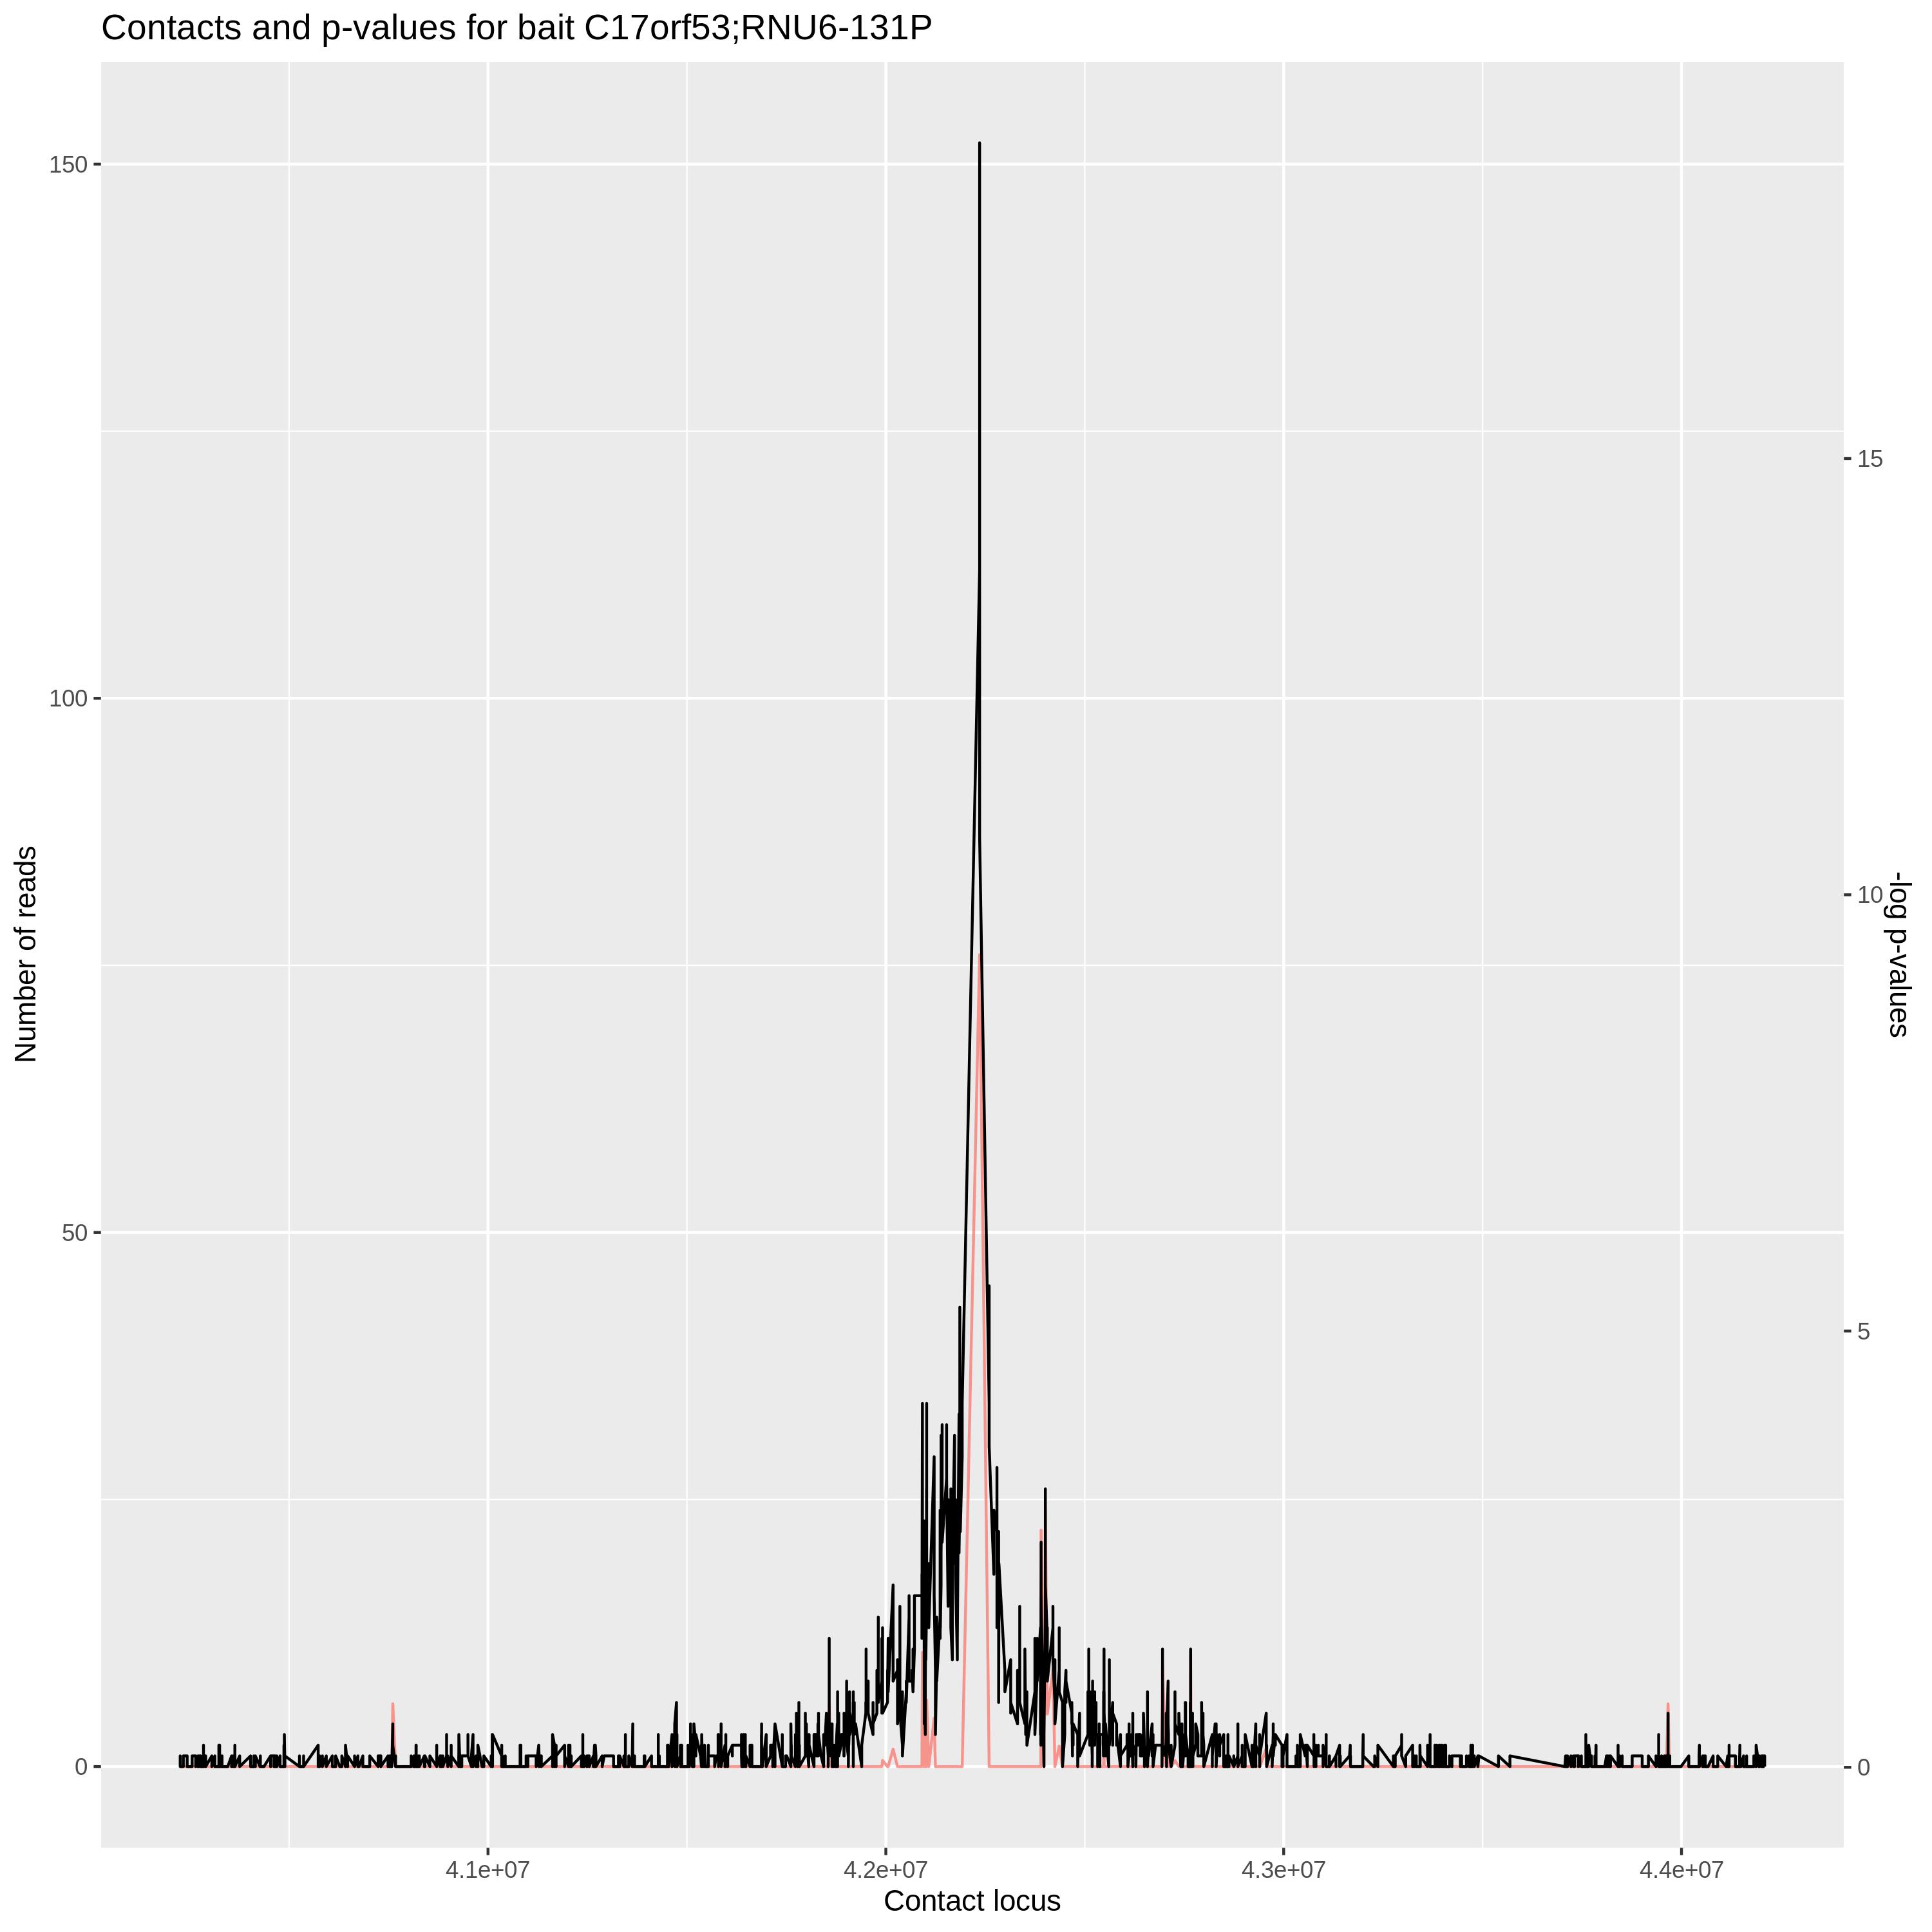 Contacts and p-values for bait C17orf53;RNU6-131P
150
100
50
0
Number of reads
15
10
5
0
-log p-values
4.1e+07
4.2e+07
4.3e+07
4.4e+07
Contact locus